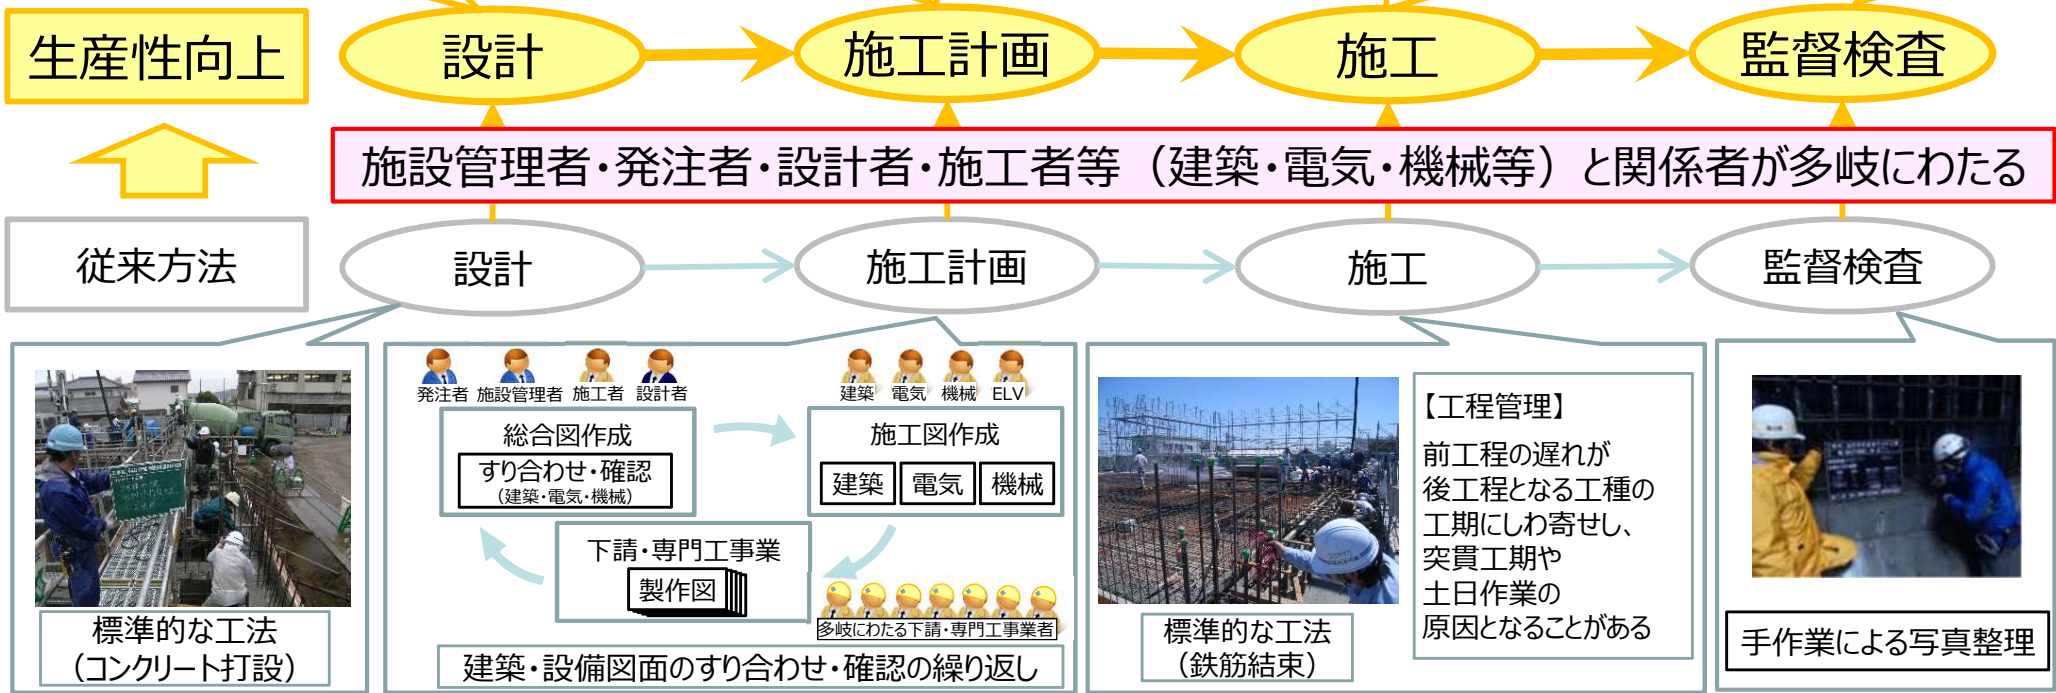 生産性向上
設計
施工計画
施工
監督検査
施設管理者・発注者・設計者・施工者等（建築・電気・機械等）と関係者が多岐にわたる
従来方法
設計
施工計画
施工
監督検査
標準的な工法
（コンクリート打設）
発注者 施設管理者 施工者 設計者
総合図作成
すり合わせ・確認
（建築・電気・機械）
建築 電気 機械 ELV
施工図作成
建築 電気 機械
下請・専門工事業
製作図
多岐にわたる下請・専門工事業者
建築・設備図面のすり合わせ・確認の繰り返し
標準的な工法
（鉄筋結束）
【工程管理】
前工程の遅れが
後工程となる工種の
工期にしわ寄せし、
突貫工期や
土日作業の
原因となることがある
手作業による写真整理